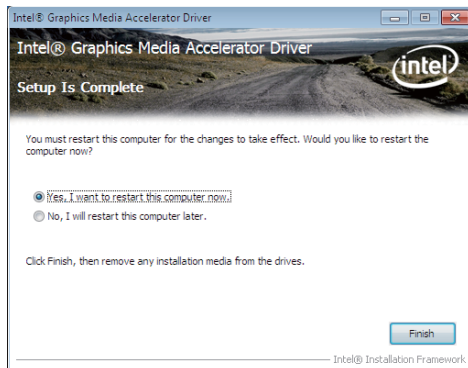 Intel® Graphics Media Accelerator Driver
Intel® Graphics Media Accelerator Driver
intel
Setup Is Complete
You must restart this computer for the changes to take effect. Would you like to restart the
computer now?
Yes, I want to restart this computer now.
No, I will restart this computer later.
Click Finish, then remove any installation media from the drives.
Finish
Intel® Installation Framework